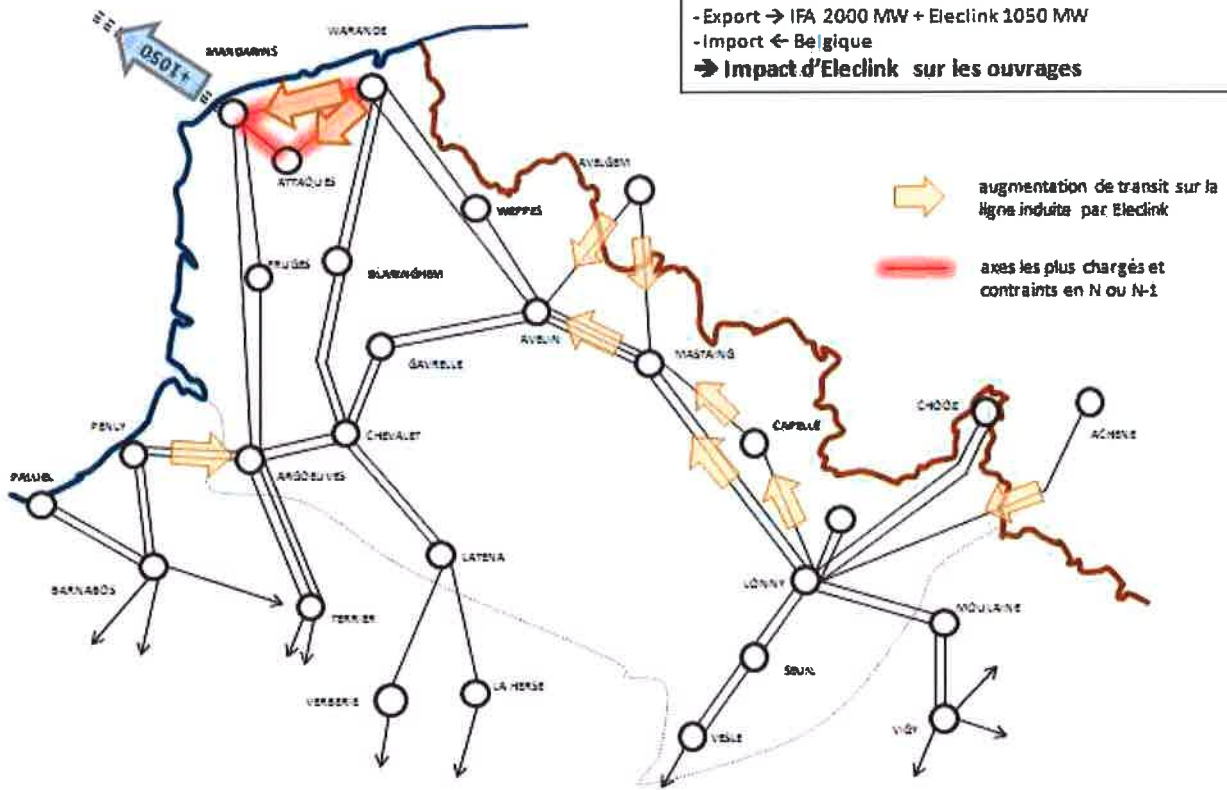 - Export → IFA 2000 MW + Eleclink 1050 MW
- Import ← Belgique
➔ Impact d'Eleclink sur les ouvrages
+1050
MANDARINS
WARANDE
ATTAQUES
AVELGEM
WEPPES
augmentation de transit sur la
ligne induite par Eleclink
FRUGES
BLARINGHEM
axes les plus chargés et
contraints en N ou N-1
AVELIN
GAVRELLE
MASTAING
CHOOZ
ACHENE
PENLY
CHEVALET
CAPELLE
PALUEL
ARGOEUVES
LATENA
BARNABOS
TERRIER
LONNY
MOULAINE
SEUIL
VERBERIE
LA HERSE
VESLE
VIGY